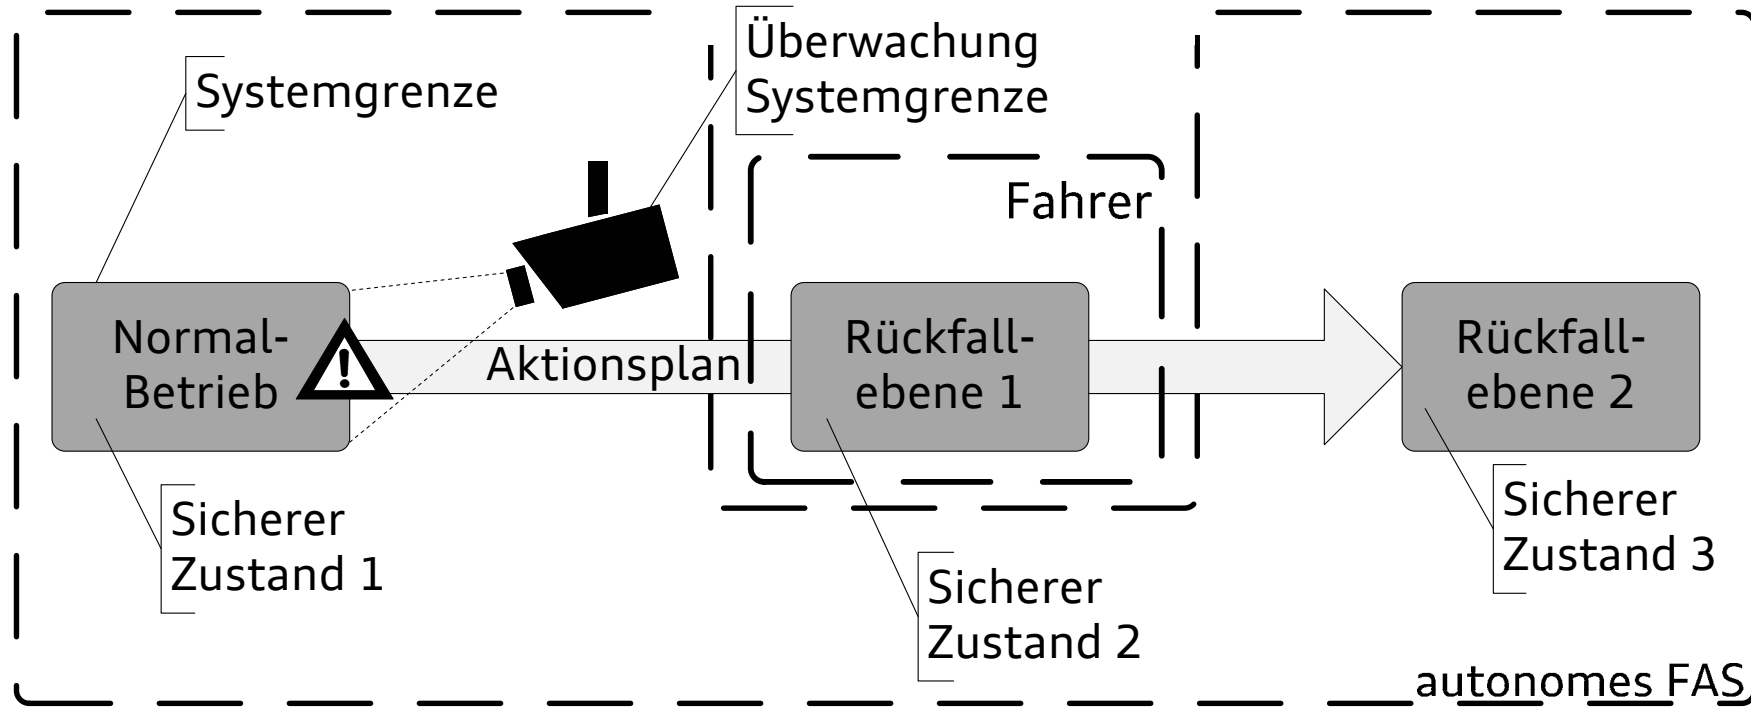 Systemgrenze
Überwachung
Systemgrenze
Fahrer
Normal-
Betrieb
!
Aktionsplan
Rückfall-
ebene 1
Rückfall-
ebene 2
Sicherer
Zustand 1
Sicherer
Zustand 2
Sicherer
Zustand 3
autonomes FAS